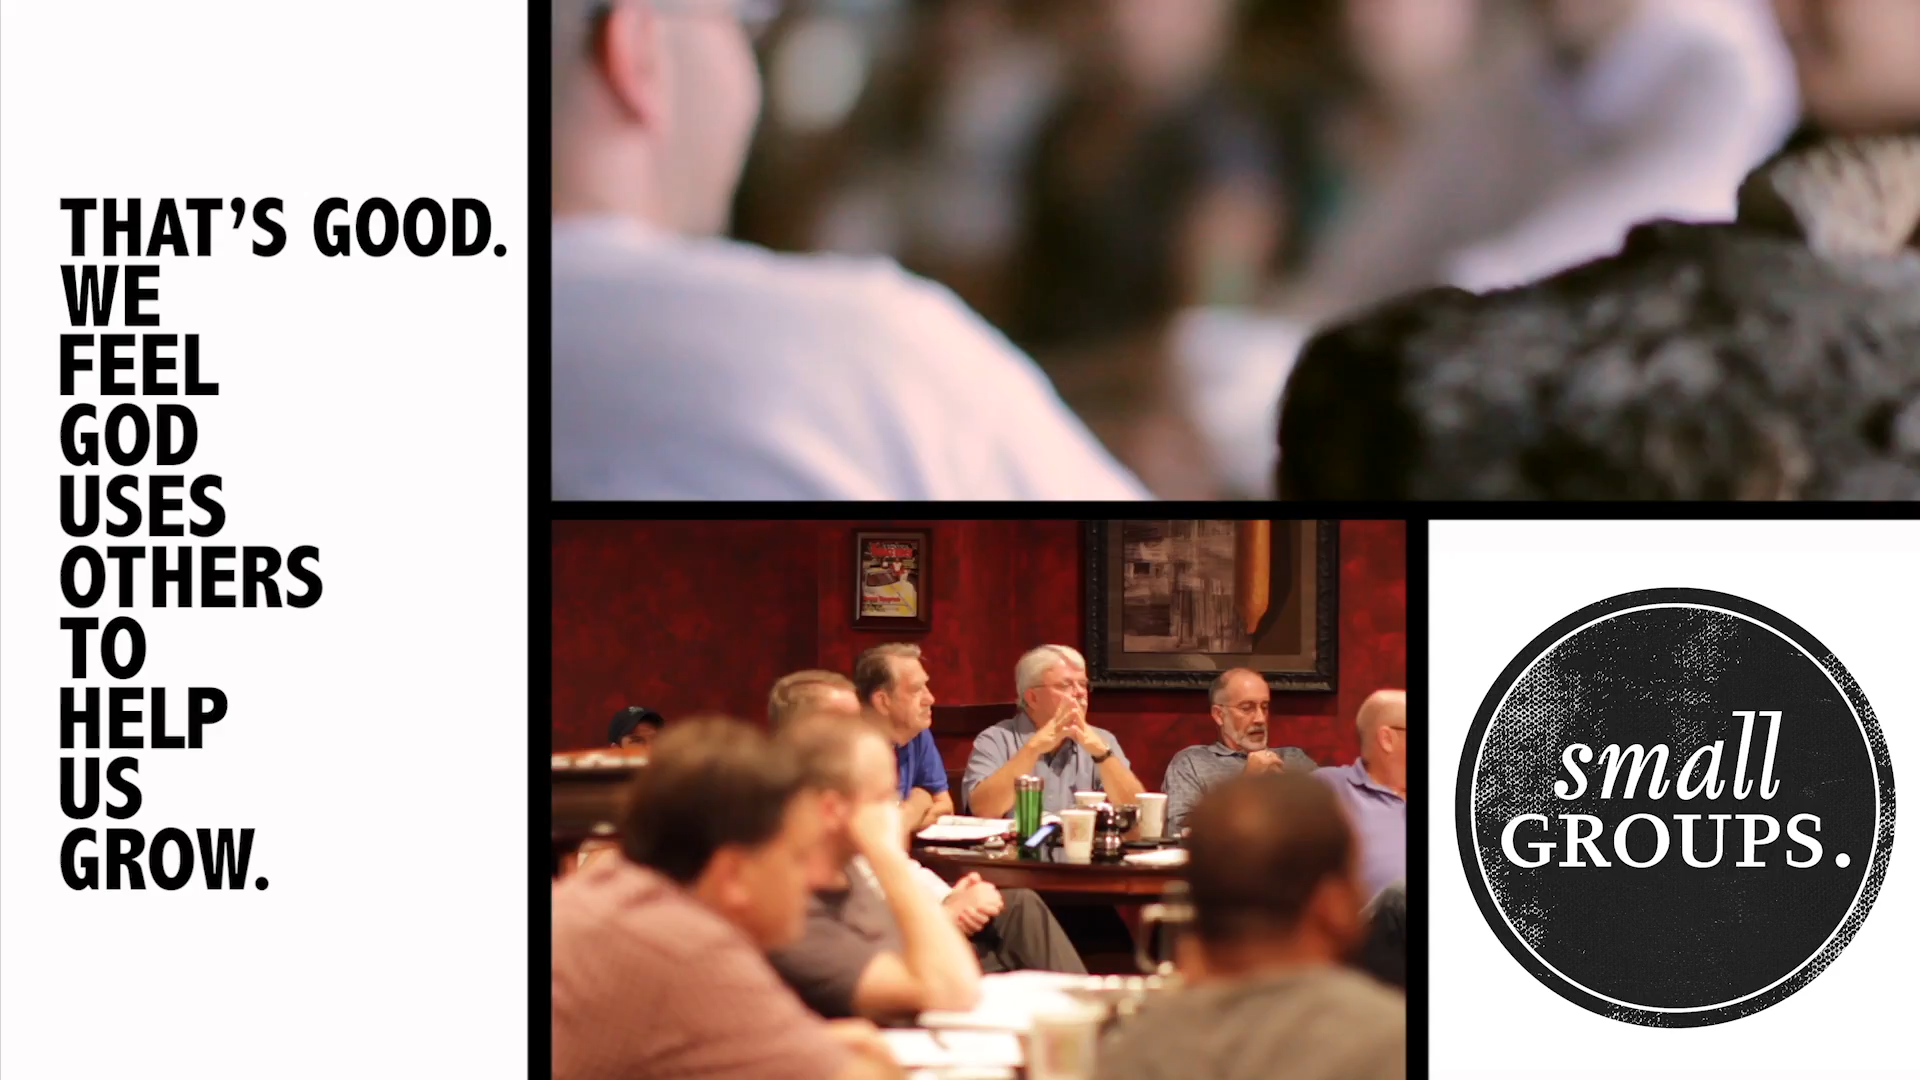 THAT'S GOOD.
WE
FEEL
GOD
USES
OTHERS
TO
HELP
US
GROW.
small
GROUPS.